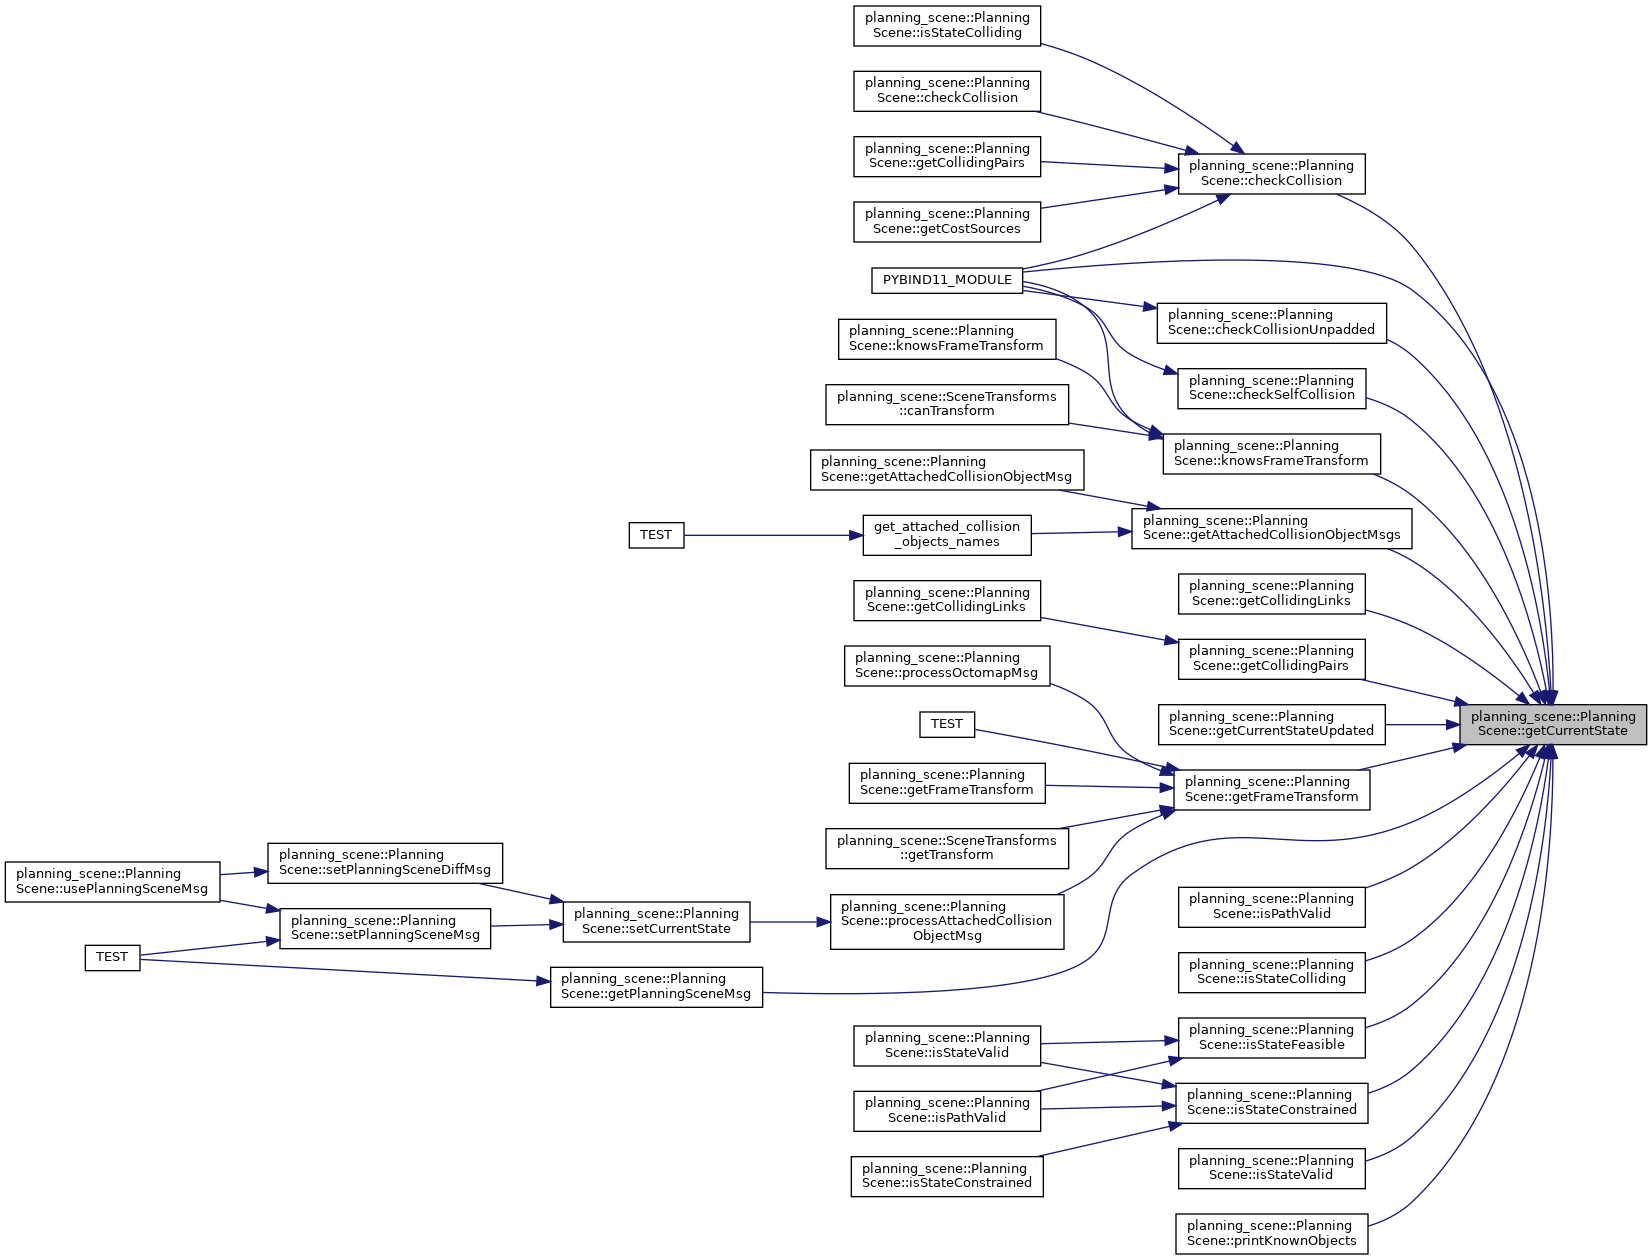 planning_scene::Planning
Scene::isStateColliding
planning_scene::Planning
Scene::checkCollision
planning_scene::Planning
Scene::getCollidingPairs
planning_scene::Planning
Scene::checkCollision
planning_scene::Planning
Scene::getCostSources
PYBIND11_MODULE
planning_scene::Planning
Scene::checkCollisionUnpadded
planning_scene::Planning
Scene::knowsFrameTransform
planning_scene::Planning
Scene::checkSelfCollision
planning_scene::SceneTransforms
::canTransform
planning_scene::Planning
Scene::knowsFrameTransform
planning_scene::Planning
Scene::getAttachedCollisionObjectMsg
TEST
get_attached_collision
_objects_names
planning_scene::Planning
Scene::getAttachedCollisionObjectMsgs
planning_scene::Planning
Scene::getCollidingLinks
planning_scene::Planning
Scene::getCollidingLinks
planning_scene::Planning
Scene::getCollidingPairs
planning_scene::Planning
Scene::processOctomapMsg
TEST
planning_scene::Planning
Scene::getCurrentStateUpdated
planning_scene::Planning
Scene::getCurrentState
planning_scene::Planning
Scene::getFrameTransform
planning_scene::Planning
Scene::getFrameTransform
planning_scene::SceneTransforms
::getTransform
planning_scene::Planning
Scene::usePlanningSceneMsg
planning_scene::Planning
Scene::setPlanningSceneDiffMsg
planning_scene::Planning
Scene::setPlanningSceneMsg
planning_scene::Planning
Scene::setCurrentState
planning_scene::Planning
Scene::processAttachedCollision
ObjectMsg
planning_scene::Planning
Scene::isPathValid
TEST
planning_scene::Planning
Scene::getPlanningSceneMsg
planning_scene::Planning
Scene::isStateColliding
planning_scene::Planning
Scene::isStateValid
planning_scene::Planning
Scene::isStateFeasible
planning_scene::Planning
Scene::isPathValid
planning_scene::Planning
Scene::isStateConstrained
planning_scene::Planning
Scene::isStateConstrained
planning_scene::Planning
Scene::isStateValid
planning_scene::Planning
Scene::printKnownObjects